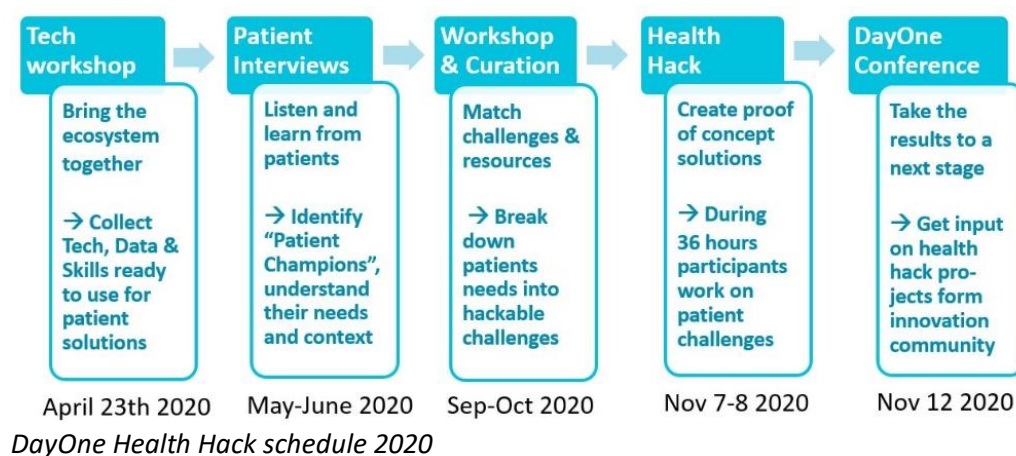 Tech
workshop
Bring the
ecosystem
together
→ Collect
Tech, Data &
Skills ready
to use for
patient
solutions
April 23th 2020
Patient
Interviews
Listen and
learn from
patients
→ Identify
“Patient
Champions”,
understand
their needs
and context
May-June 2020
Workshop
& Curation
Match
challenges &
resources
→ Break
down
patients
needs into
hackable
challenges
Sep-Oct 2020
Health
Hack
Create proof
of concept
solutions
→ During
36 hours
participants
work on
patient
challenges
Nov 7-8 2020
DayOne
Conference
Take the
results to a
next stage
→ Get input
on health
hack pro-
jects form
innovation
community
Nov 12 2020
DayOne Health Hack schedule 2020